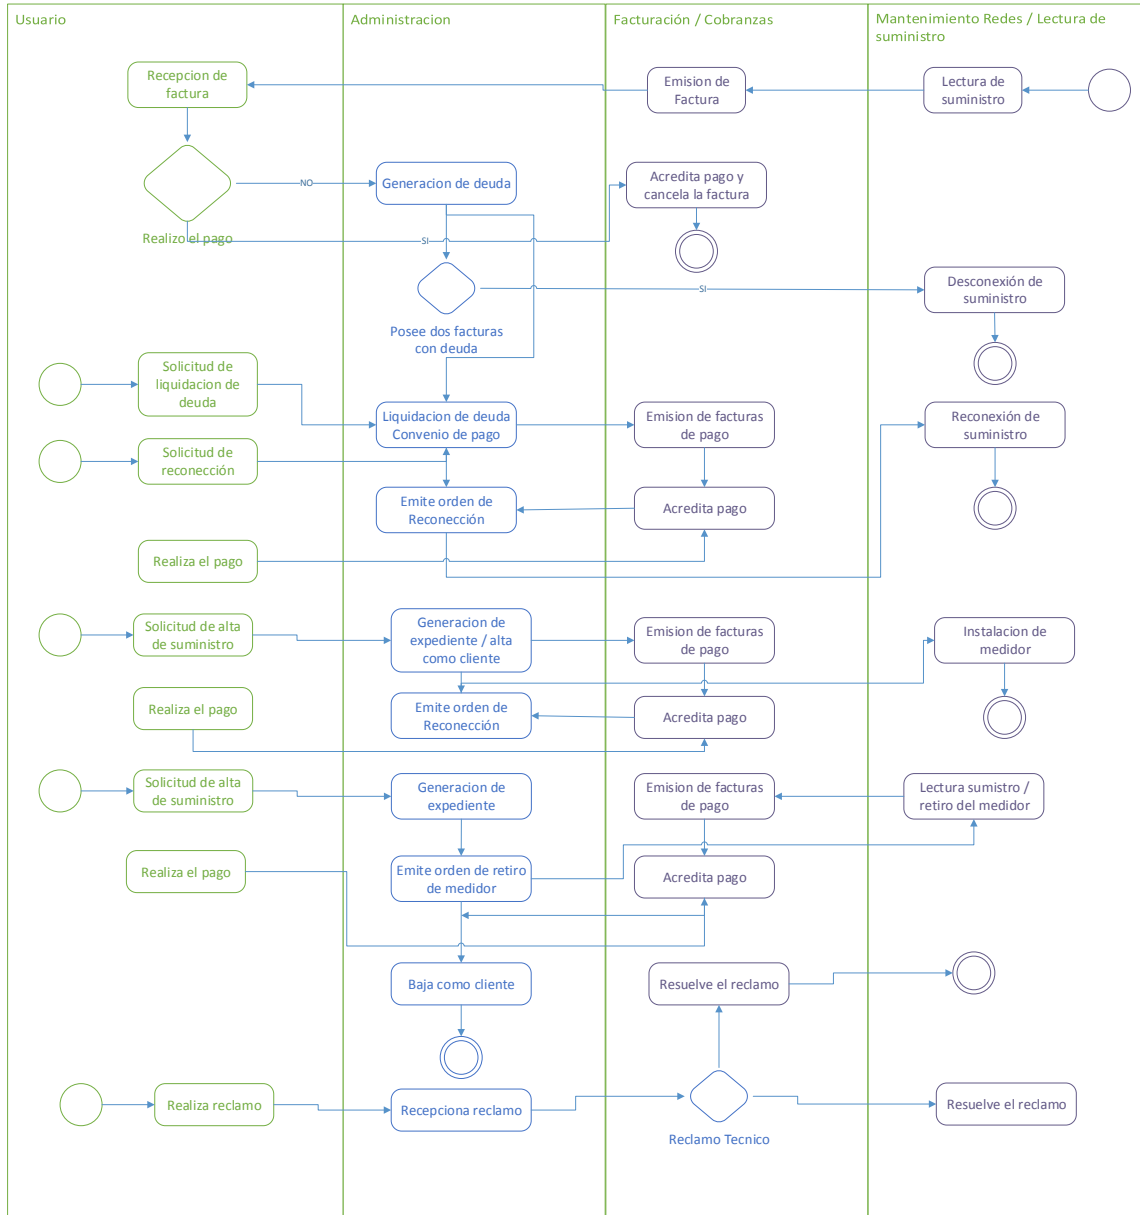 Usuario
Administracion
Facturación / Cobranzas
Mantenimiento Redes / Lectura de
suministro
Recepcion de
factura
Emision de
Factura
Lectura de
suministro
NO
Generacion de deuda
Acredita pago y
cancela la factura
Realizo el pago
SI
Desconexión de
suministro
SI
Posee dos facturas
con deuda
Solicitud de
liquidacion de
deuda
Liquidacion de deuda
Convenio de pago
Emision de facturas
de pago
Reconexión de
suministro
Solicitud de
reconección
Emite orden de
Reconección
Acredita pago
Realiza el pago
Solicitud de alta
de suministro
Generacion de
expediente / alta
como cliente
Emision de facturas
de pago
Instalacion de
medidor
Realiza el pago
Emite orden de
Reconección
Acredita pago
Solicitud de alta
de suministro
Generacion de
expediente
Emision de facturas
de pago
Lectura sumistro /
retiro del medidor
Realiza el pago
Emite orden de retiro
de medidor
Acredita pago
Baja como cliente
Resuelve el reclamo
Realiza reclamo
Recepciona reclamo
Reclamo Tecnico
Resuelve el reclamo